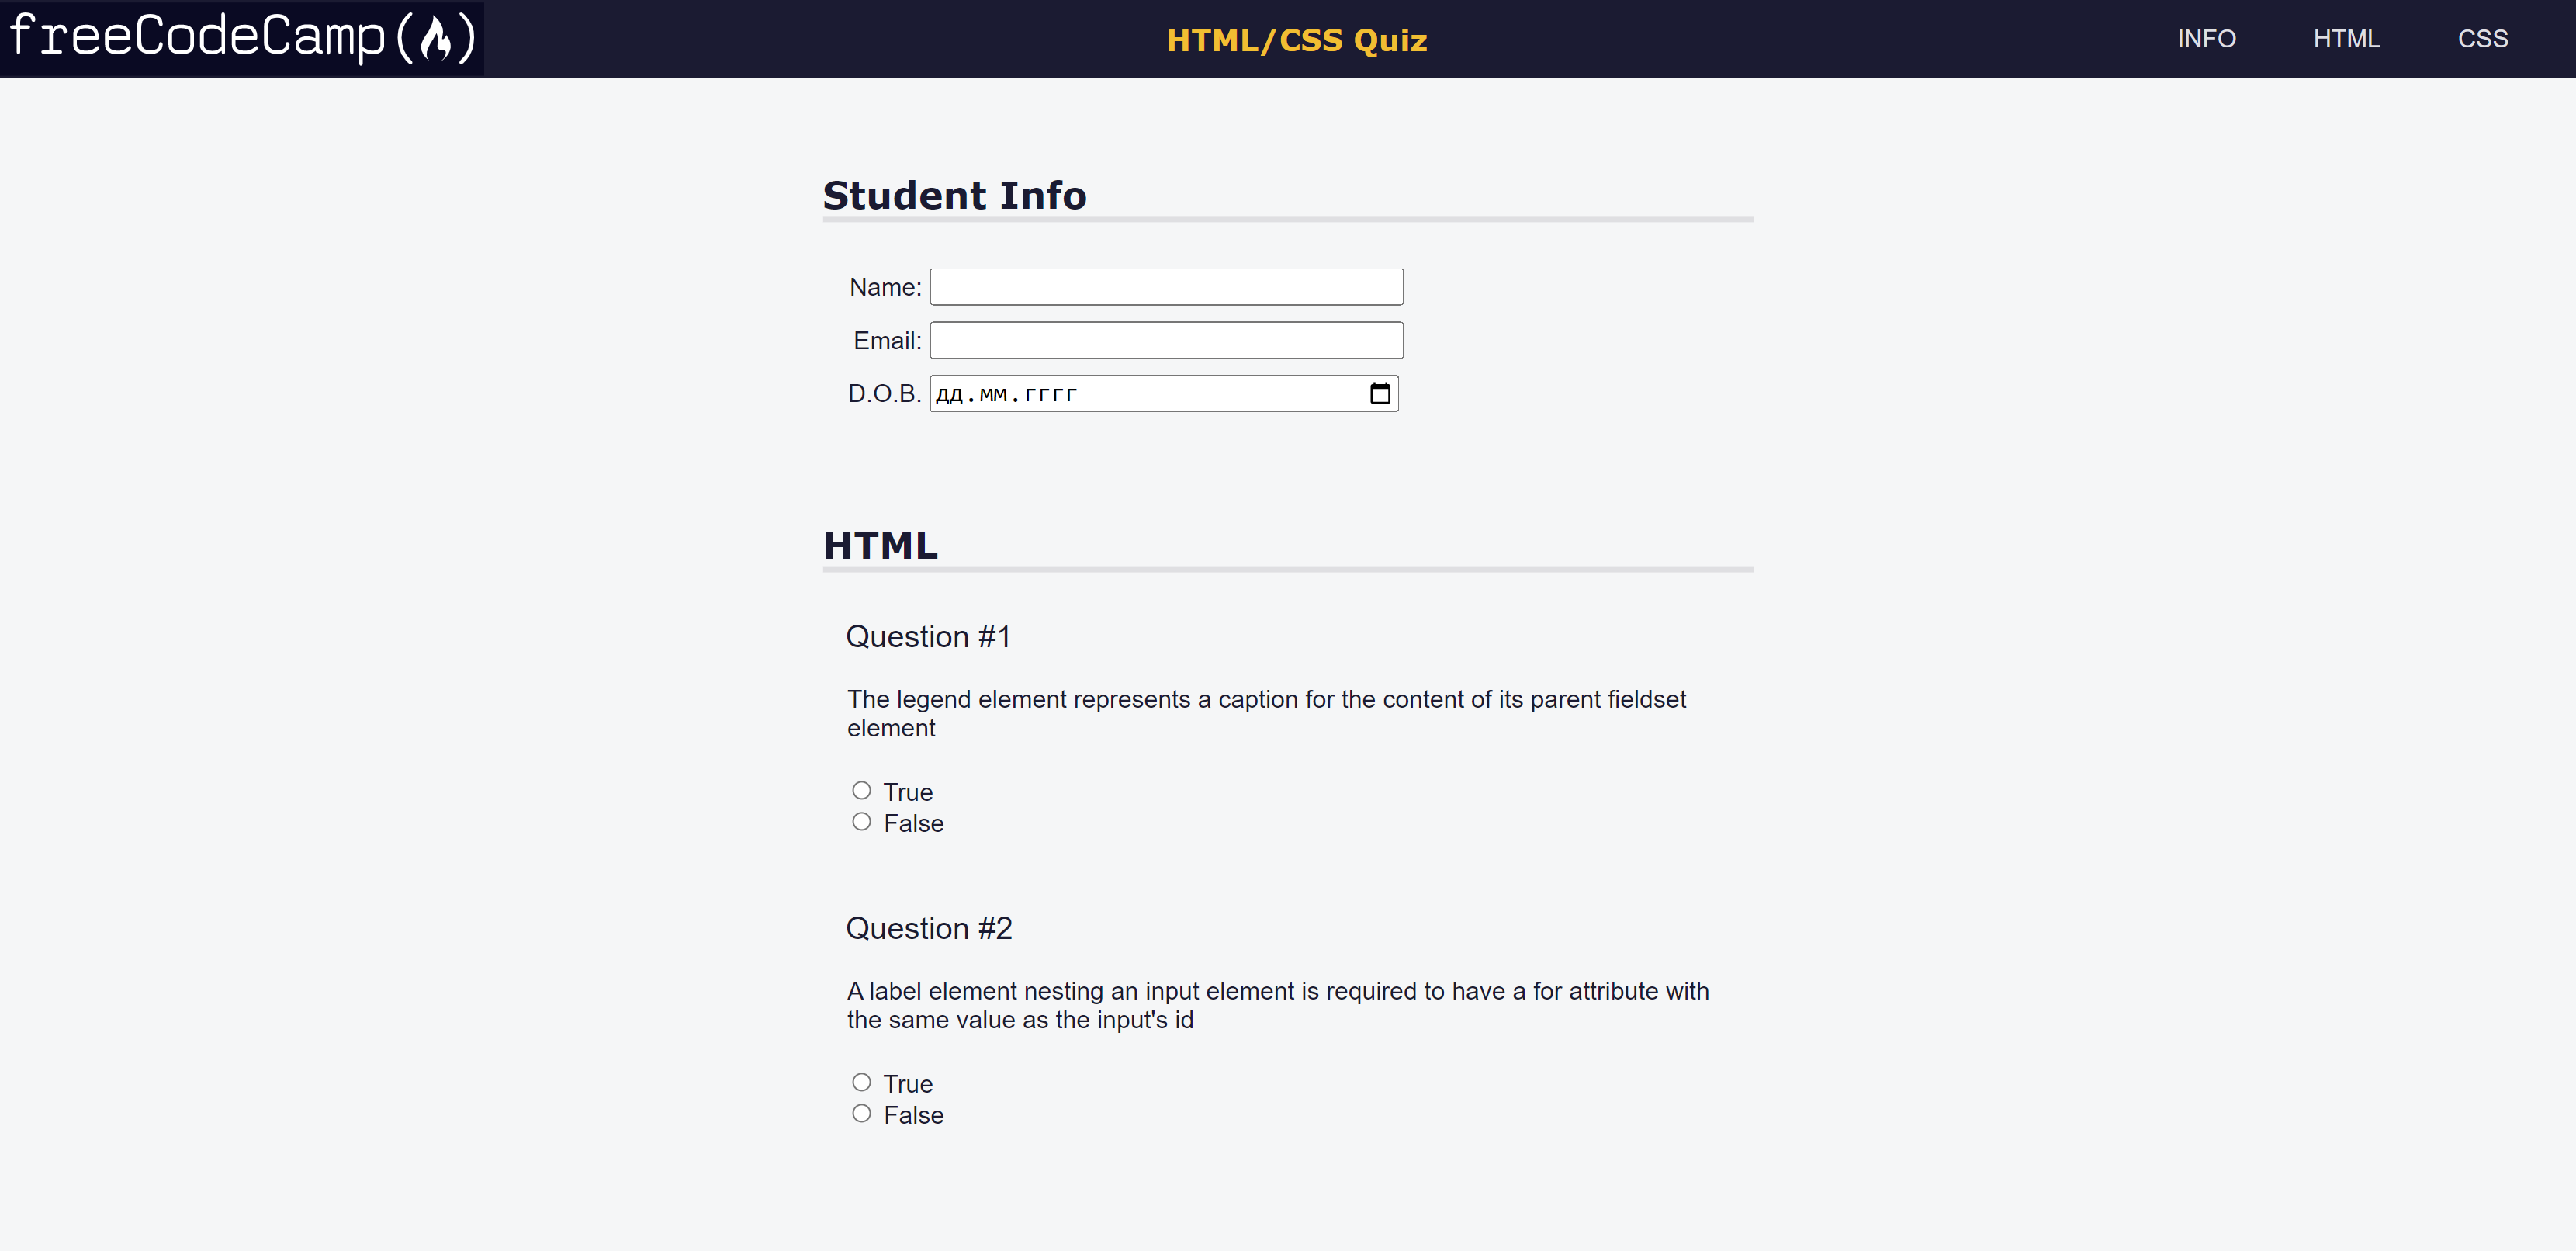 freeCodeCamp(🔥)
HTML/CSS Quiz
INFO
HTML
CSS
Student Info
Name:
Email:
D.O.B.
дд.мм.гггг
HTML
Question #1
The legend element represents a caption for the content of its parent fieldset
element
True
False
Question #2
A label element nesting an input element is required to have a for attribute with
the same value as the input's id
True
False